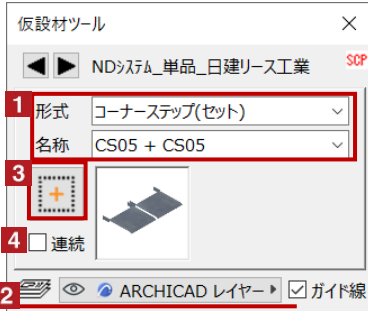 仮設材ツール
NDｼｽﾃﾑ_単品_日建リース工業
SCP
1
形式
コーナーステップ(セット)
名称
CS05 + CS05
3
4
連続
2
ARCHICAD レイヤー
ガイド線